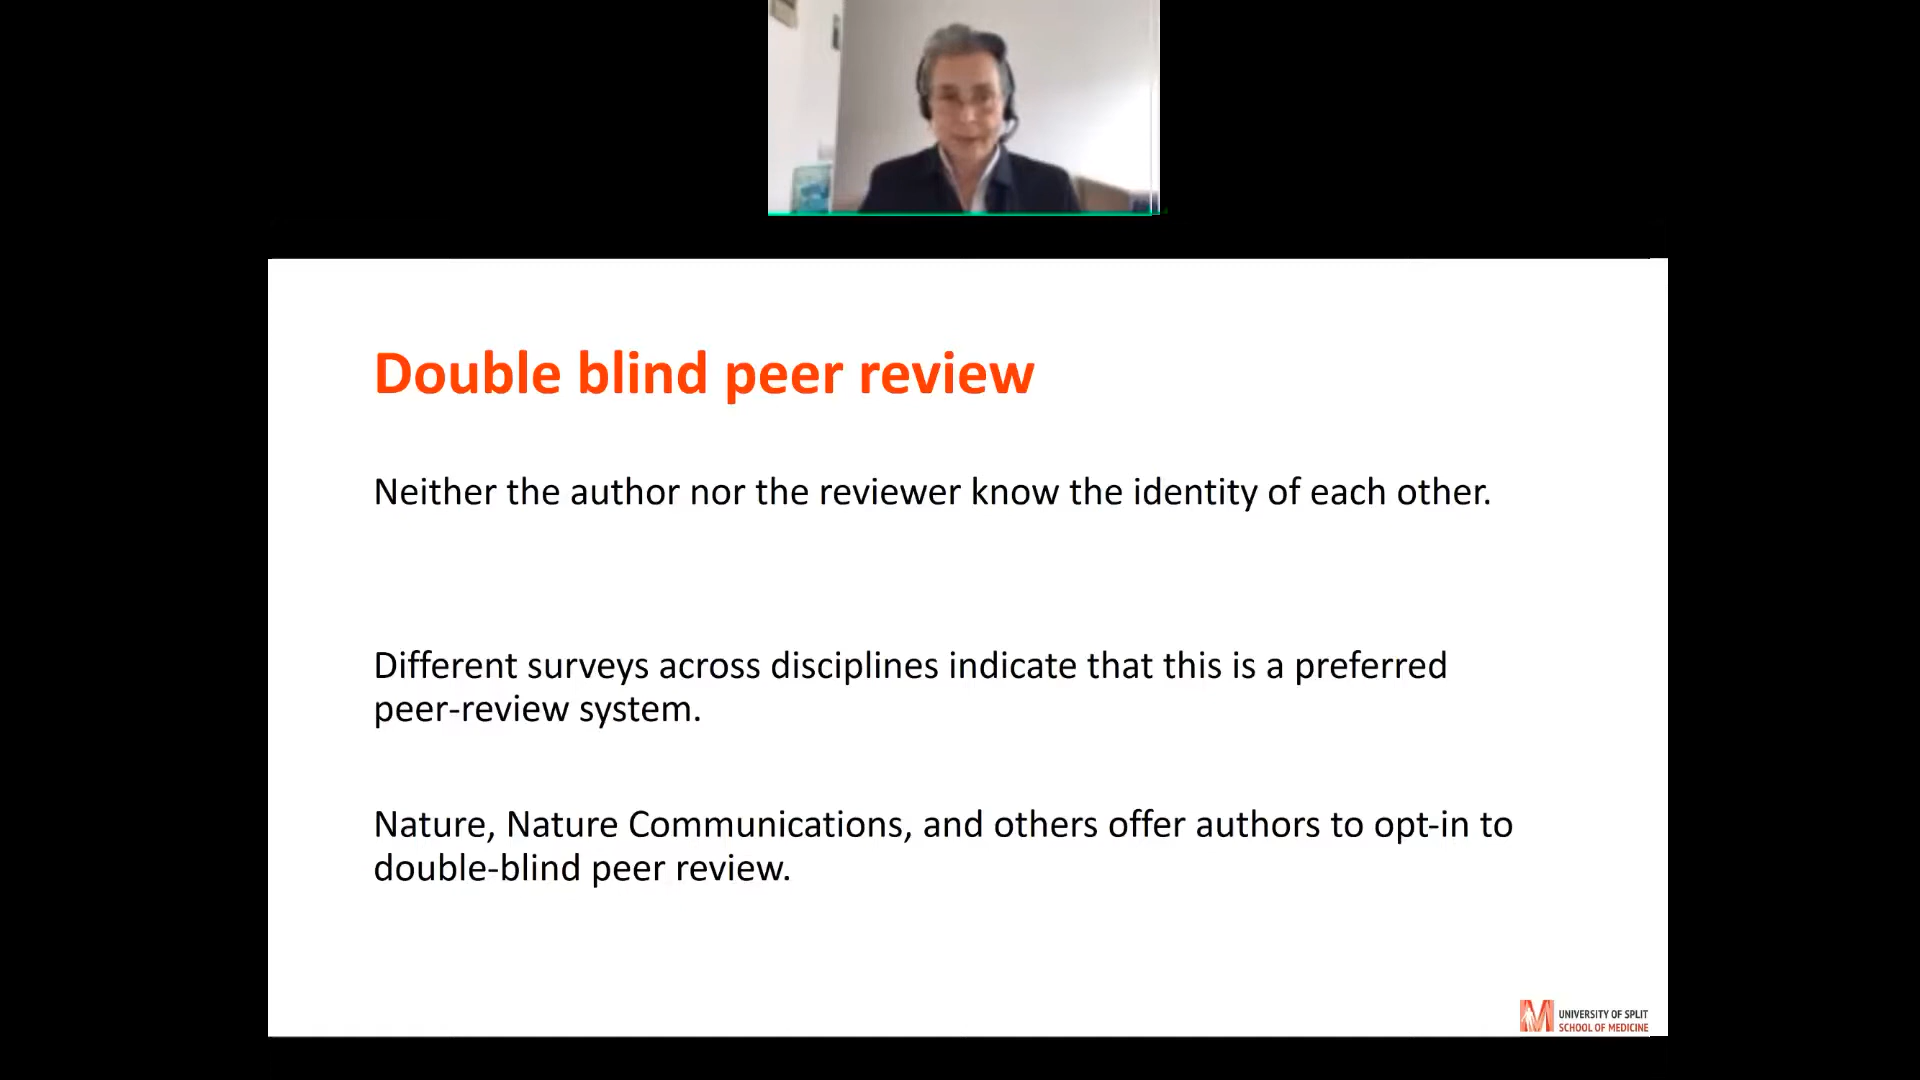 Double blind peer review
Neither the author nor the reviewer know the identity of each other.
Different surveys across disciplines indicate that this is a preferred
peer-review system.
Nature, Nature Communications, and others offer authors to opt-in to
double-blind peer review.
M UNIVERSITY OF SPLIT
SCHOOL OF MEDICINE